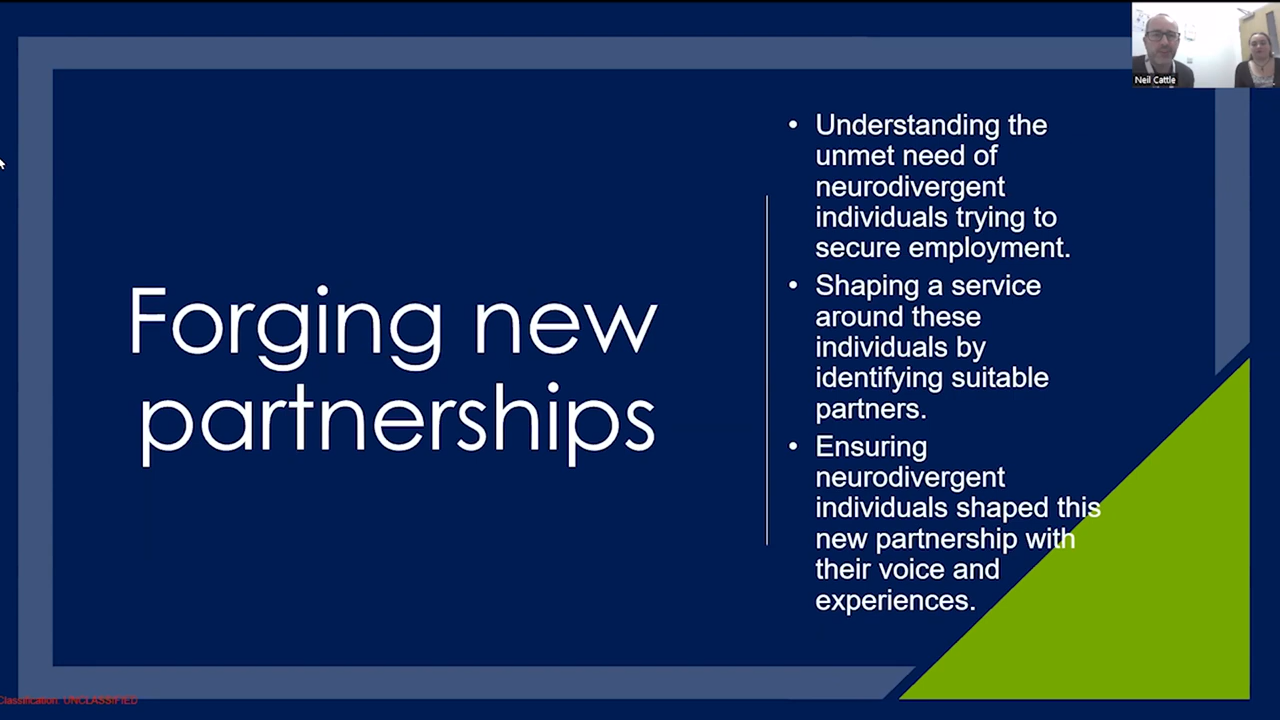 Neil Cattle
Forging new
partnerships
• Understanding the
unmet need of
neurodivergent
individuals trying to
secure employment.
• Shaping a service
around these
individuals by
identifying suitable
partners.
• Ensuring
neurodivergent
individuals shaped this
new partnership with
their voice and
experiences.
Classification: UNCLASSIFIED